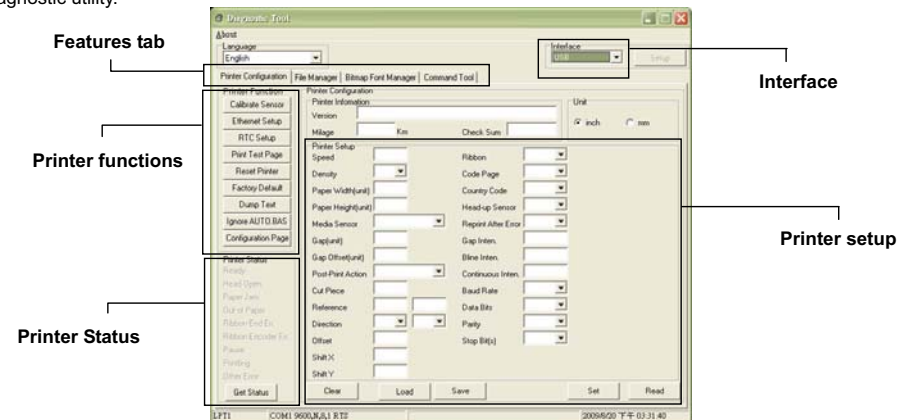 agnostic utility.
Features tab
Interface
Printer functions
Printer setup
Printer Status
Diagnostic Tool
About
Language
English
Interface
USB
Setup
Printer Configuration File Manager Bitmap Font Manager Command Tool
Printer Function
Calibrate Sensor
Ethernet Setup
RTC Setup
Print Test Page
Reset Printer
Factory Default
Dump Text
Ignore AUTO.BAS
Configuration Page
Printer Status
Ready
Head Open
Paper Jam
Out of Paper
Ribbon End Err.
Ribbon Encoder Err.
Pause
Printing
Other Error
Get Status
Printer Configuration
Printer Infomation
Version
Milage Km Check Sum
Unit
inch mm
Printer Setup
Speed Ribbon
Density Code Page
Paper Width(unit) Country Code
Paper Height(unit) Head-up Sensor
Media Sensor Reprint After Error
Gap(unit) Gap Inten.
Gap Offset(unit) Bline Inten.
Post-Print Action Continuous Inten.
Cut Piece Baud Rate
Reference Data Bits
Direction Parity
Offset Stop Bit(s)
Shift X
Shift Y
Clear Load Save Set Read
LPT1 COM1 9600,N,8,1 RTS 2009/8/20 下午 03:31:40